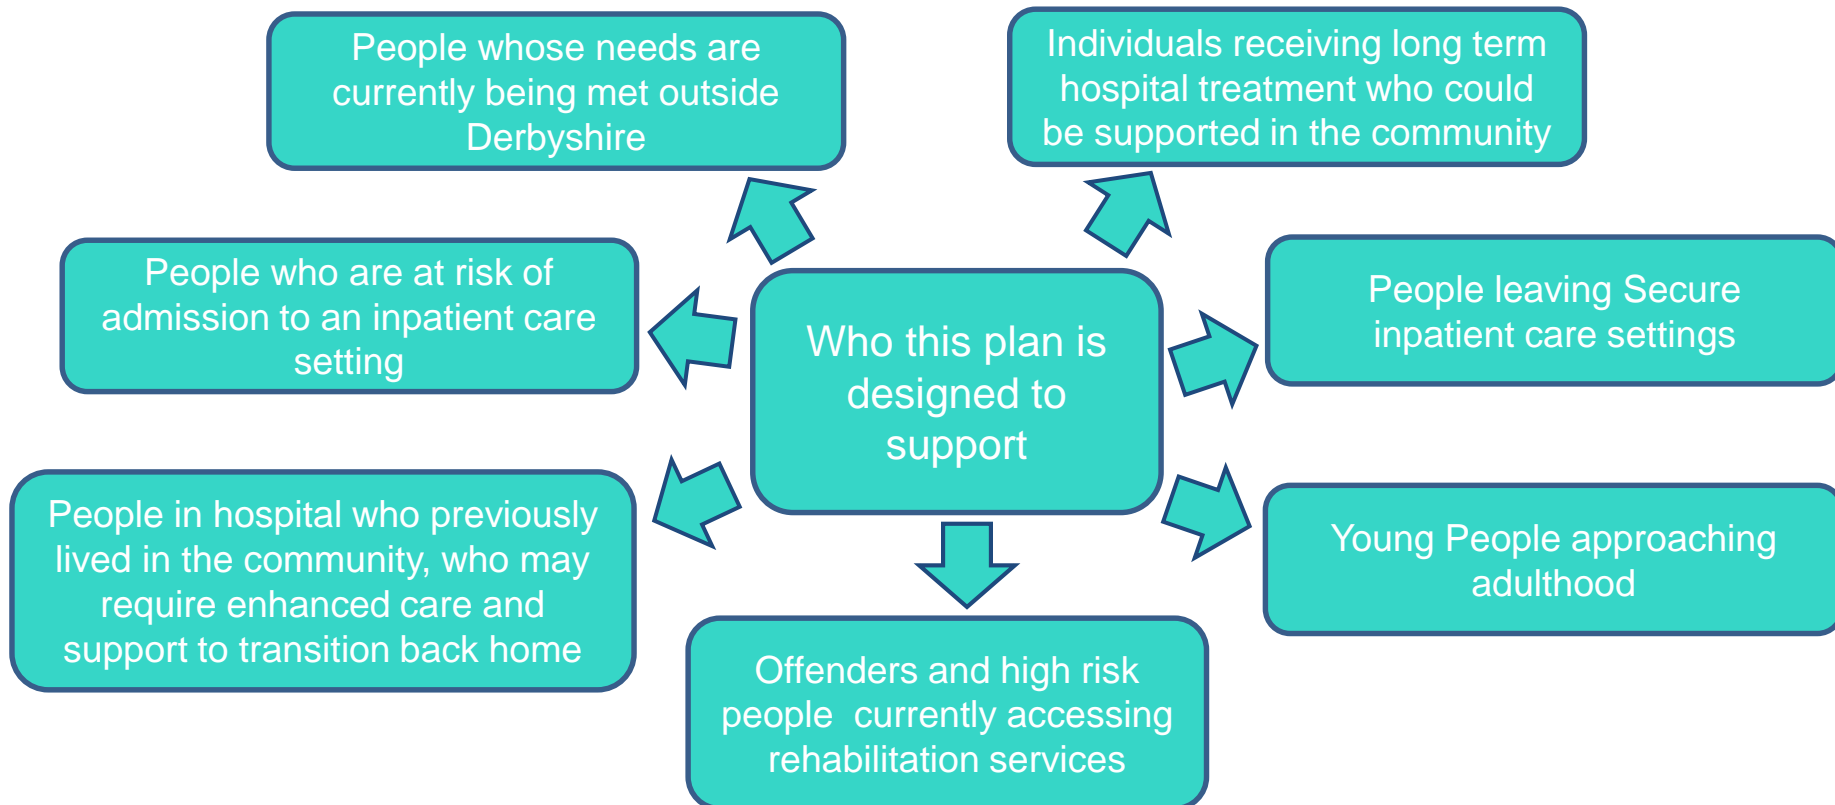 People whose needs are
currently being met outside
Derbyshire
Individuals receiving long term
hospital treatment who could
be supported in the community
People who are at risk of
admission to an inpatient care
setting
Who this plan is
designed to
support
People leaving Secure
inpatient care settings
People in hospital who previously
lived in the community, who may
require enhanced care and
support to transition back home
Young People approaching
adulthood
Offenders and high risk
people  currently accessing
rehabilitation services